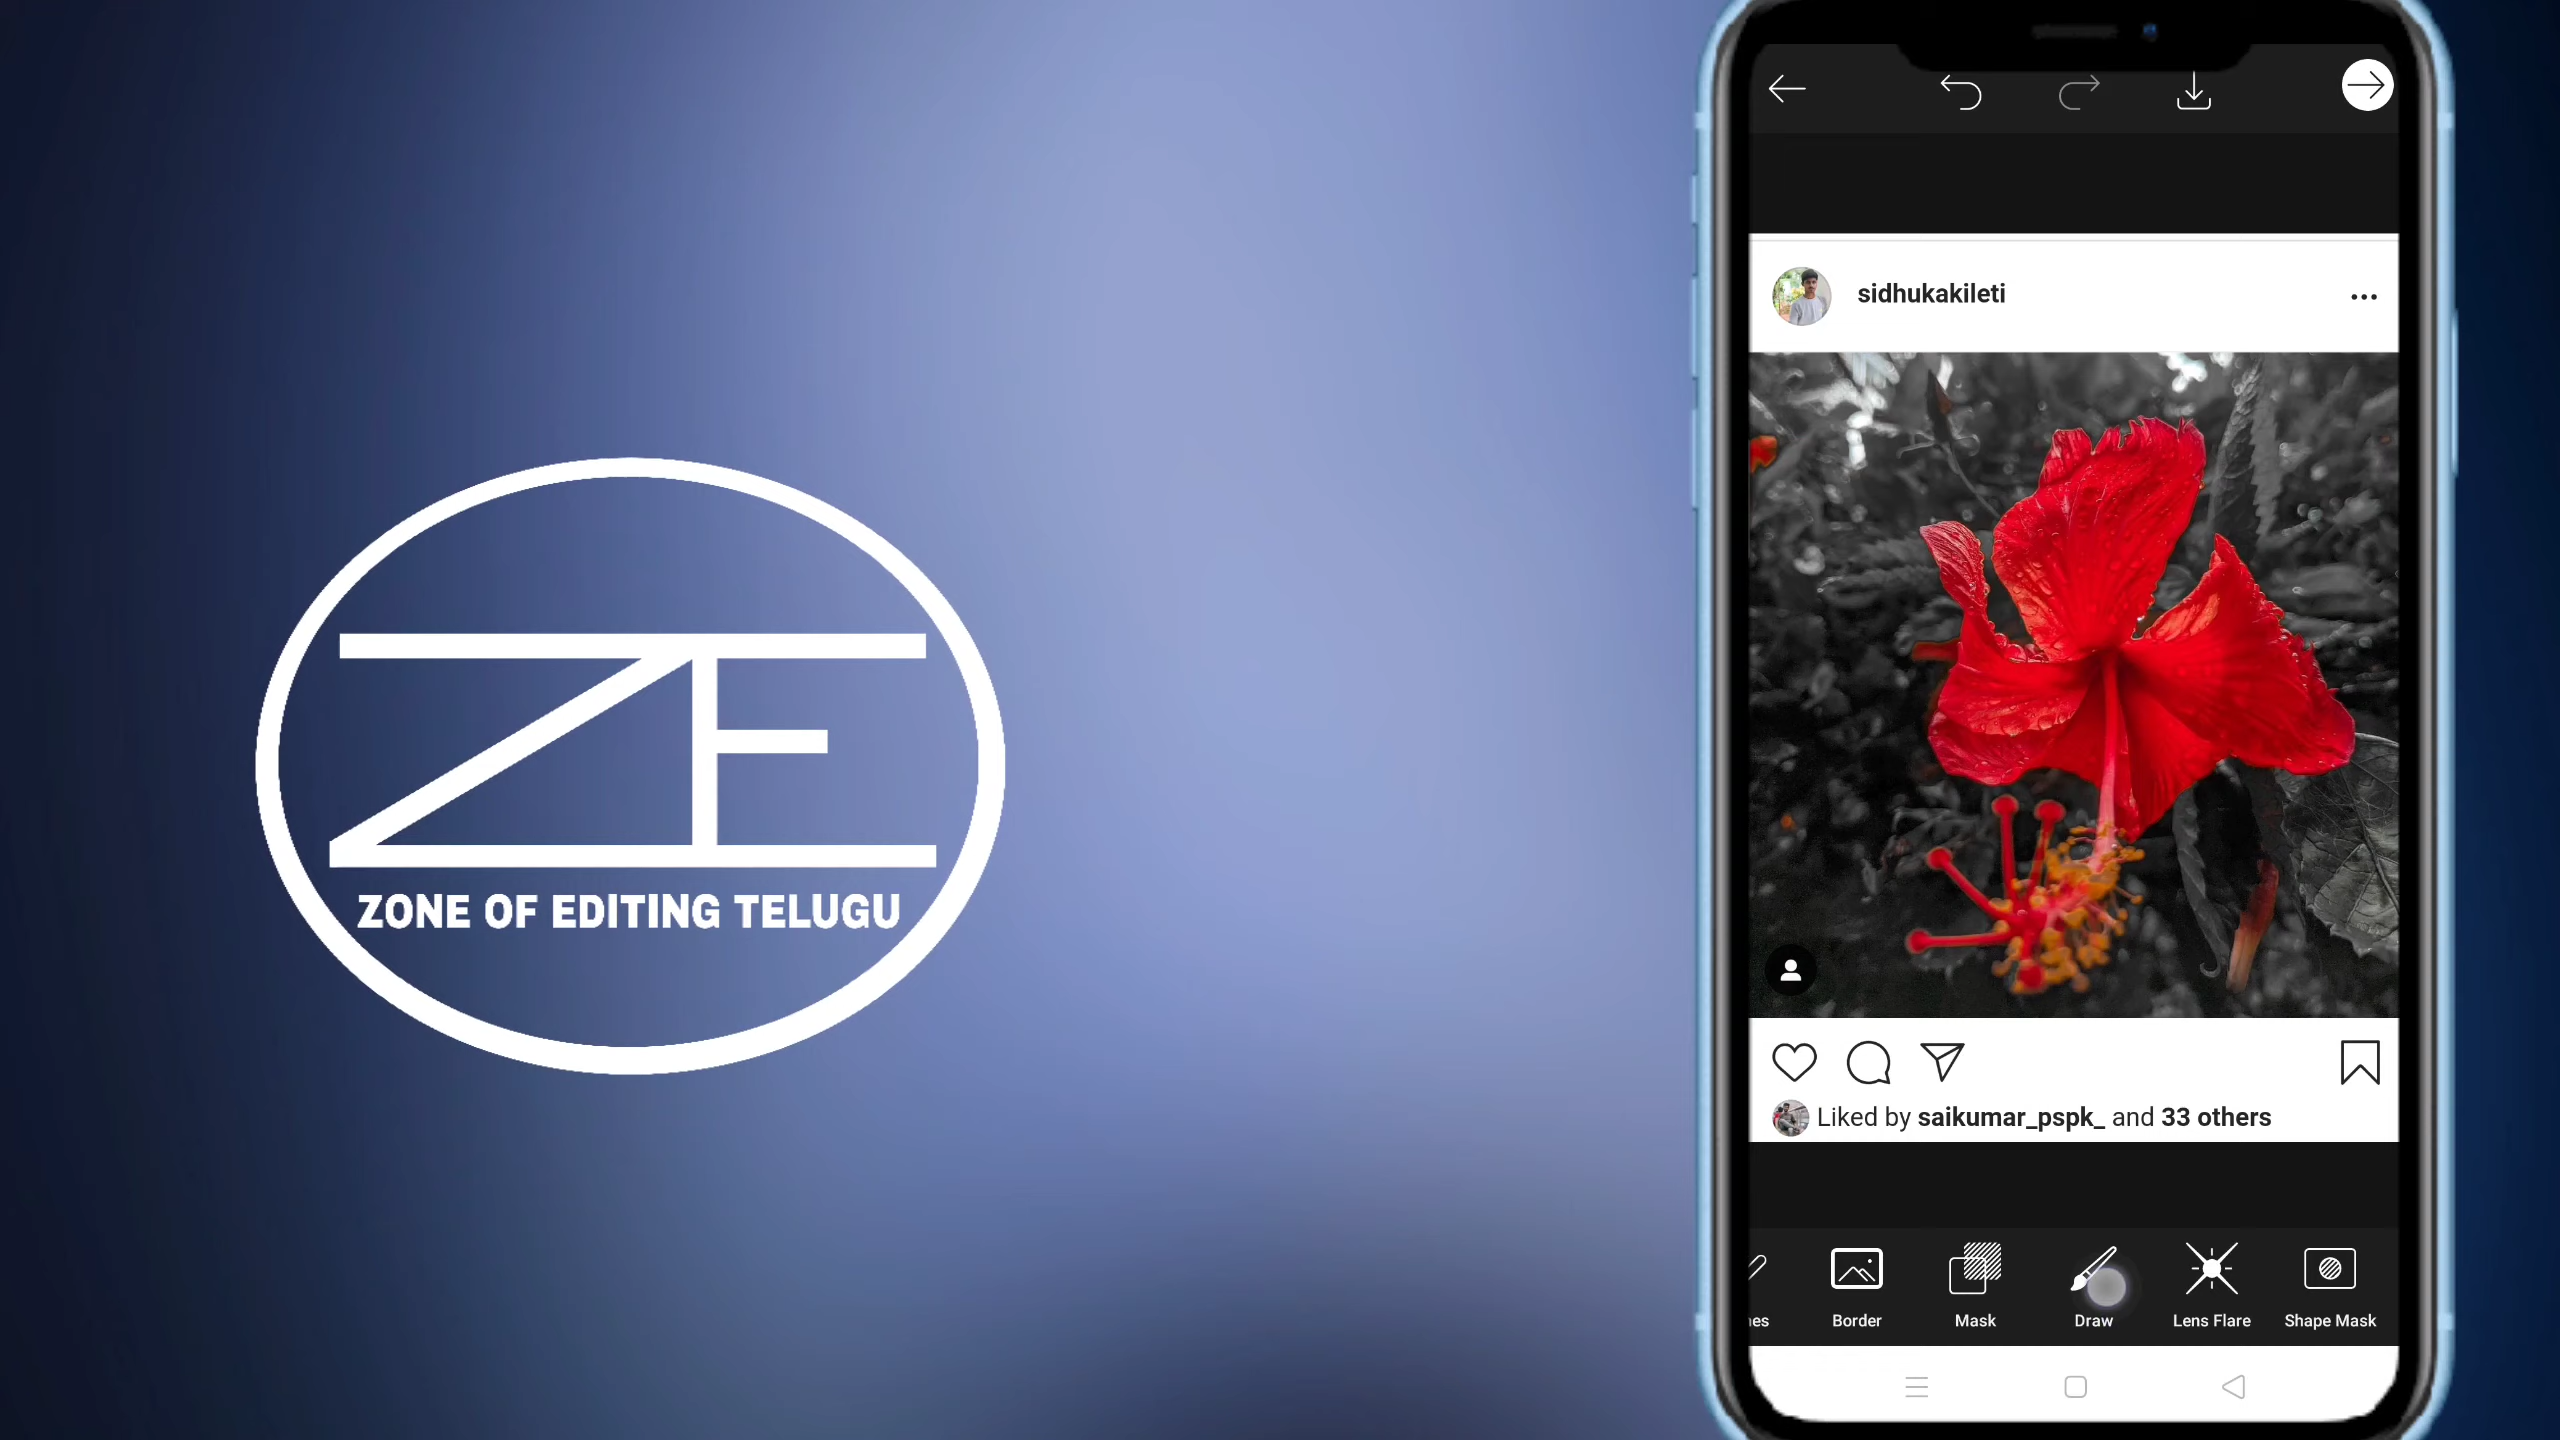 ZE
ZONE OF EDITING TELUGU
sidhukakileti
Liked by saikumar_pspk_ and 33 others
Border
Mask
Draw
Lens Flare
Shape Mask